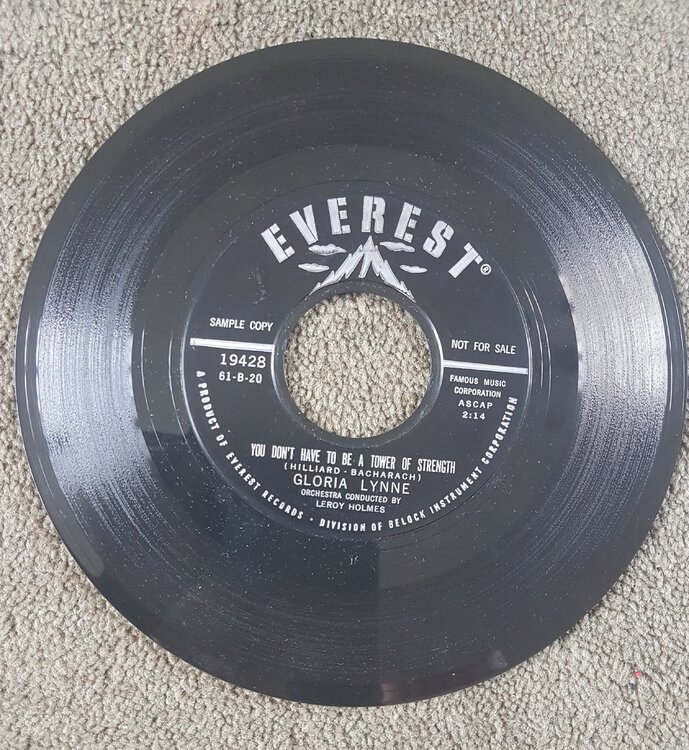 EVEREST®
SAMPLE COPY
NOT FOR SALE
19428
61-B-20
FAMOUS MUSIC
CORPORATION
ASCAP
2:14
YOU DON'T HAVE TO BE A TOWER OF STRENGTH
(HILLIARD - BACHARACH)
GLORIA LYNNE
ORCHESTRA CONDUCTED BY
LEROY HOLMES
A PRODUCT OF EVEREST RECORDS • DIVISION OF BELOCK INSTRUMENT CORPORATION